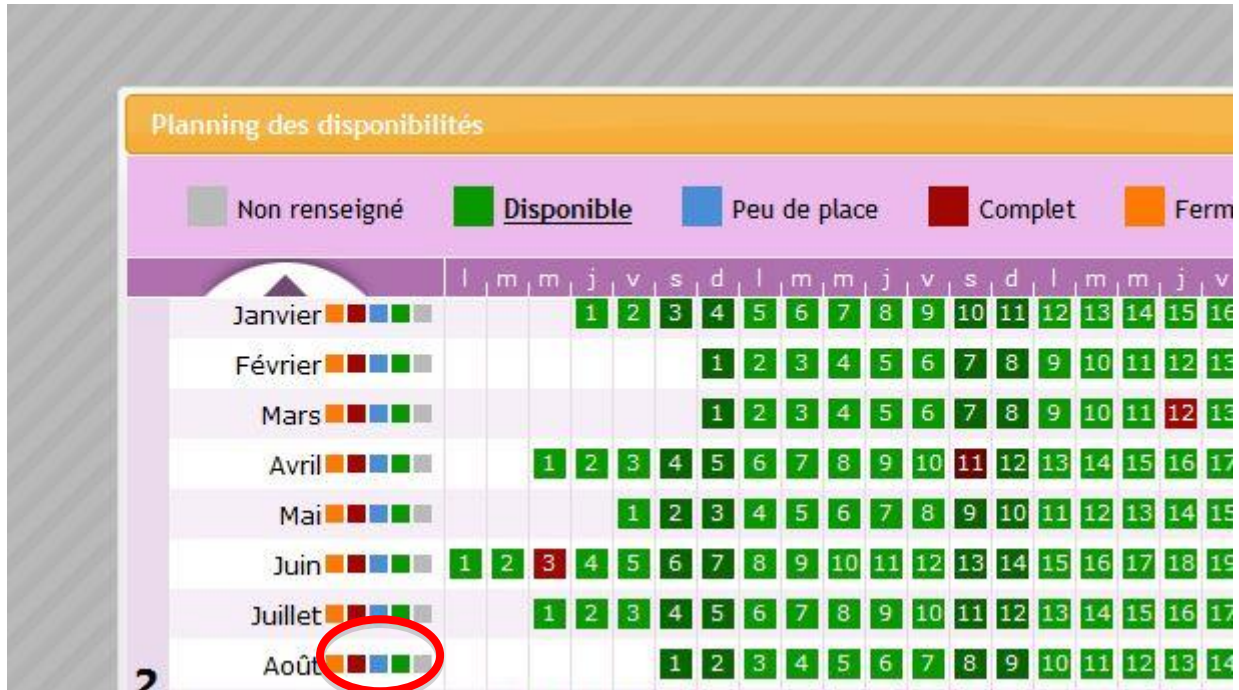 Planning des disponibilités
Non renseigné Disponible Peu de place Complet Ferm
l m m j v s d l m m j v s d l m m j v
Janvier 1 2 3 4 5 6 7 8 9 10 11 12 13 14 15 16
Février 1 2 3 4 5 6 7 8 9 10 11 12 13
Mars 1 2 3 4 5 6 7 8 9 10 11 12 13
Avril 1 2 3 4 5 6 7 8 9 10 11 12 13 14 15 16 17
Mai 1 2 3 4 5 6 7 8 9 10 11 12 13 14 15
Juin 1 2 3 4 5 6 7 8 9 10 11 12 13 14 15 16 17 18 19
Juillet 1 2 3 4 5 6 7 8 9 10 11 12 13 14 15 16 17
Août 1 2 3 4 5 6 7 8 9 10 11 12 13 14
2